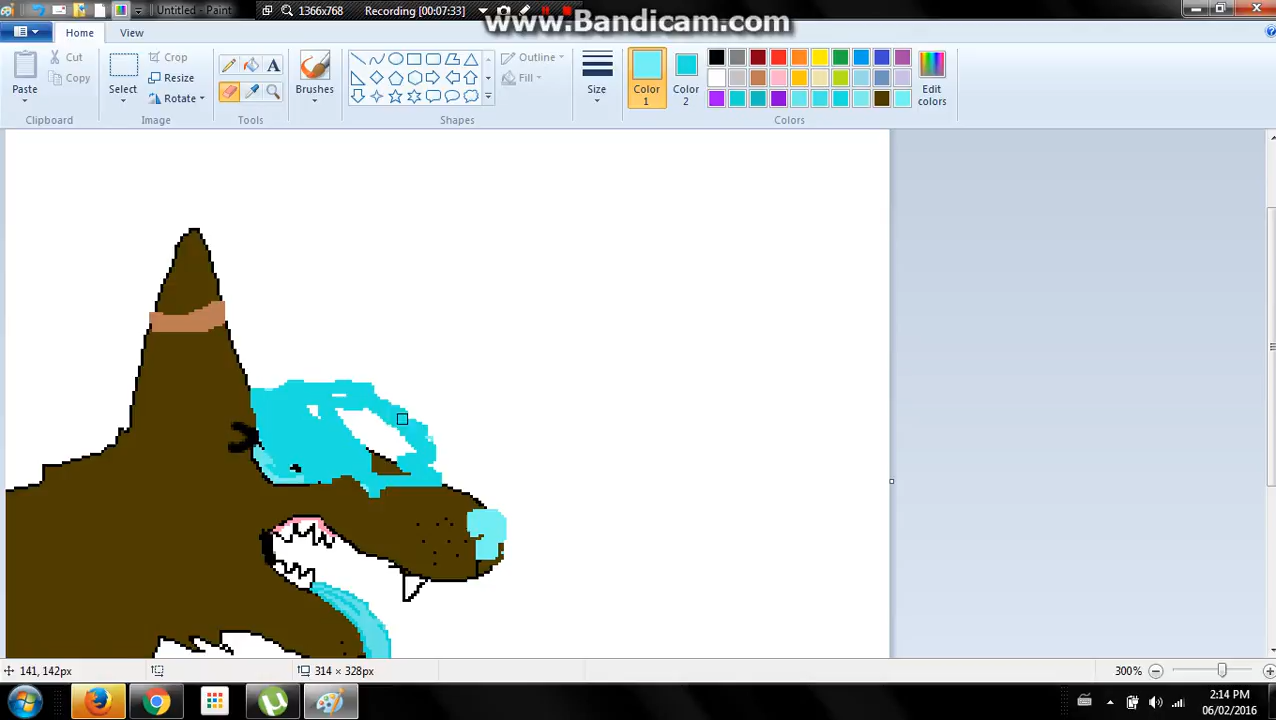 Untitled - Paint
1366x768
Recording [00:07:33]
www.Bandicam.com
Home
View
Paste
Cut
Copy
Clipboard
Select
Crop
Resize
Rotate
Image
Tools
Brushes
Shapes
Outline
Fill
Size
Color
1
Color
2
Colors
Edit
colors
141, 142px
314 × 328px
300%
2:14 PM
06/02/2016